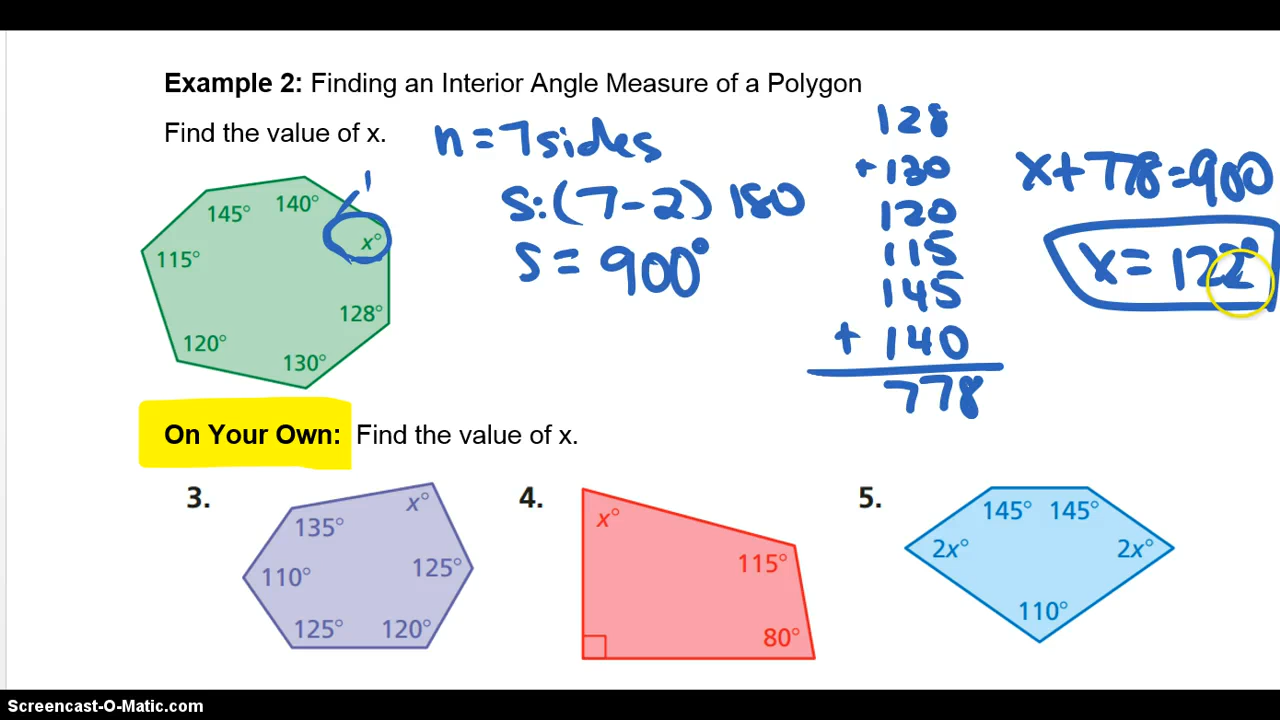 Example 2: Finding an Interior Angle Measure of a Polygon
Find the value of x.
n = 7 sides
S: (7-2) 180
S = 900°
1
145°
140°
x°
115°
128°
120°
130°
128
+ 130
120
115
145
+ 140
778
x + 778 = 900
x = 122°
On Your Own: Find the value of x.
3.
x°
135°
110°
125°
125°
120°
4.
x°
115°
80°
5.
145° 145°
2x°
2x°
110°
Screencast-O-Matic.com